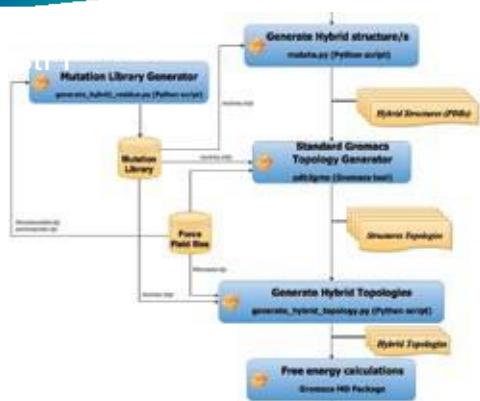 Generate Hybrid structure/s
mutate.py (Python script)
Mutation Library Generator
generate_hybrid_residue.py (Python script)
Hybrid Structures (PDBs)
Mutation
Library
Standard Gromacs
Topology Generator
pdb2gmx (Gromacs tool)
Force
Field files
Structures Topologies
Generate Hybrid Topologies
generate_hybrid_topology.py (Python script)
Hybrid Topologies
Free energy calculations
Gromacs MD Package